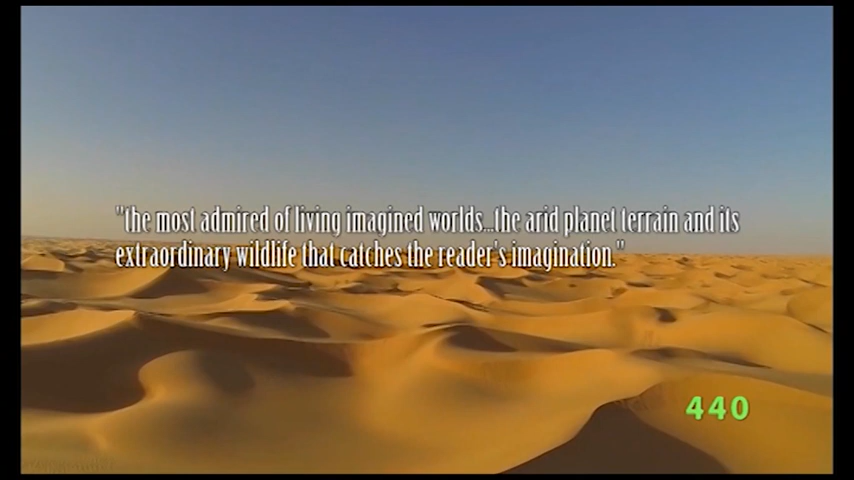 "the most admired of living imagined worlds...the arid planet terrain and its
extraordinary wildlife that catches the reader's imagination."
440